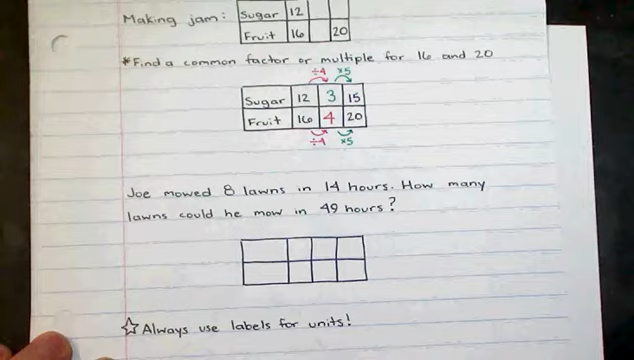 Making jam: Sugar 12
Fruit 16 20
*Find a common factor or multiple for 16 and 20
÷4 ×5
Sugar 12 3 15
Fruit 16 4 20
÷4 ×5
Joe mowed 8 lawns in 14 hours. How many
lawns could he mow in 49 hours?
☆Always use labels for units!